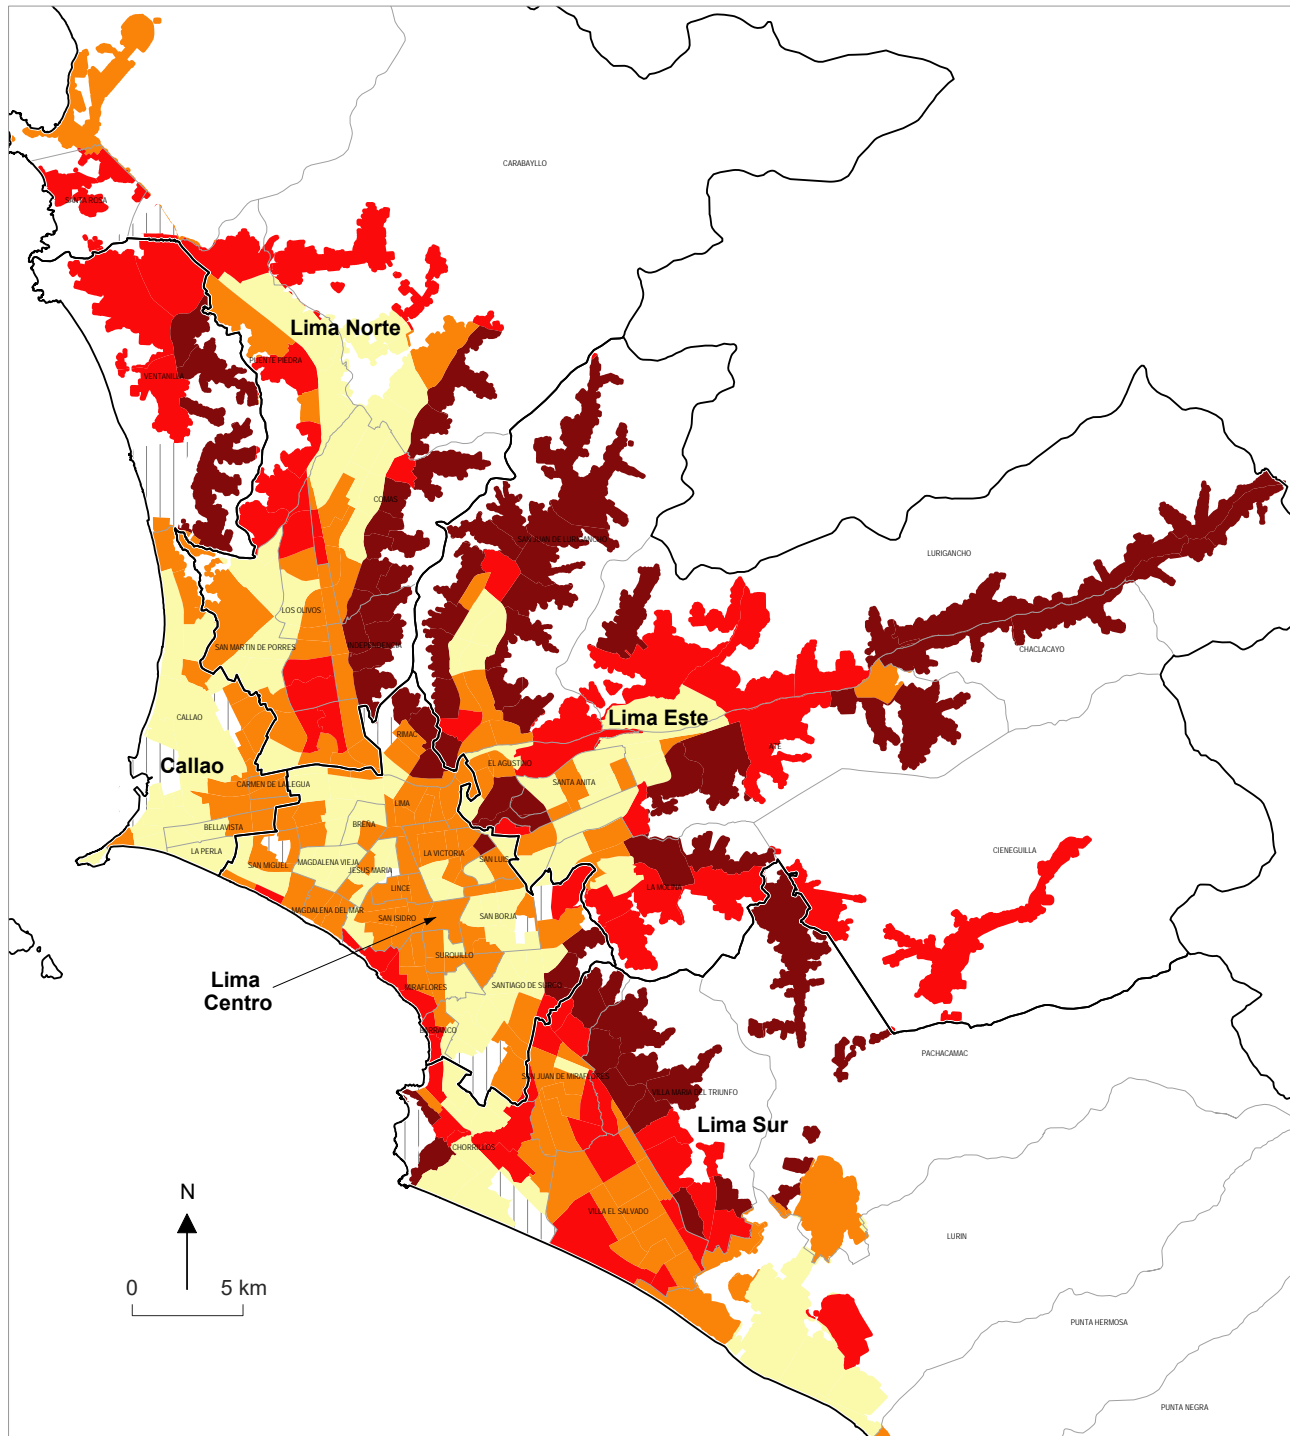 CARABAYLLO
SANTA ROSA
Lima Norte
PUENTE PIEDRA
VENTANILLA
COMAS
SAN JUAN DE LURIGANCHO
LURIGANCHO
LOS OLIVOS
SAN MARTIN DE PORRES
INDEPENDENCIA
CHACLACAYO
CALLAO
Lima Este
RIMAC
ATE
Callao
EL AGUSTINO
CARMEN DE LA LEGUA
SANTA ANITA
LIMA
BELLAVISTA
BREÑA
LA PERLA
LA VICTORIA
SAN LUIS
SAN MIGUEL
MAGDALENA VIEJA
JESUS MARIA
CIENEGUILLA
LINCE
LA MOLINA
MAGDALENA DEL MAR
SAN ISIDRO
SAN BORJA
SURQUILLO
Lima
Centro
MIRAFLORES
SANTIAGO DE SURCO
BARRANCO
PACHACAMAC
SAN JUAN DE MIRAFLORES
VILLA MARIA DEL TRIUNFO
Lima Sur
CHORRILLOS
N
VILLA EL SALVADO
LURIN
0 5 km
PUNTA HERMOSA
PUNTA NEGRA